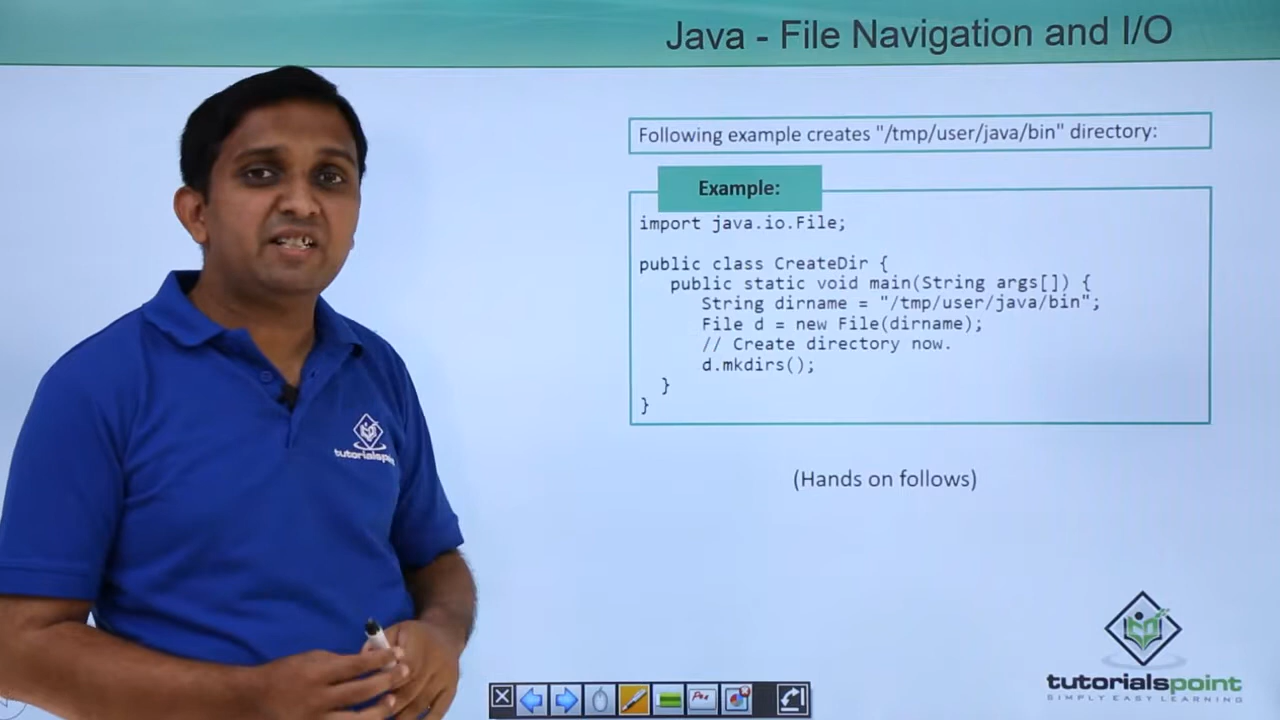 Java - File Navigation and I/O
Following example creates "/tmp/user/java/bin" directory:
Example:
import java.io.File;
public class CreateDir {
public static void main(String args[]) {
String dirname = "/tmp/user/java/bin";
File d = new File(dirname);
// Create directory now.
d.mkdirs();
}
}
(Hands on follows)
tutorialspoint
tutorialspoint
SIMPLY EASY LEARNING